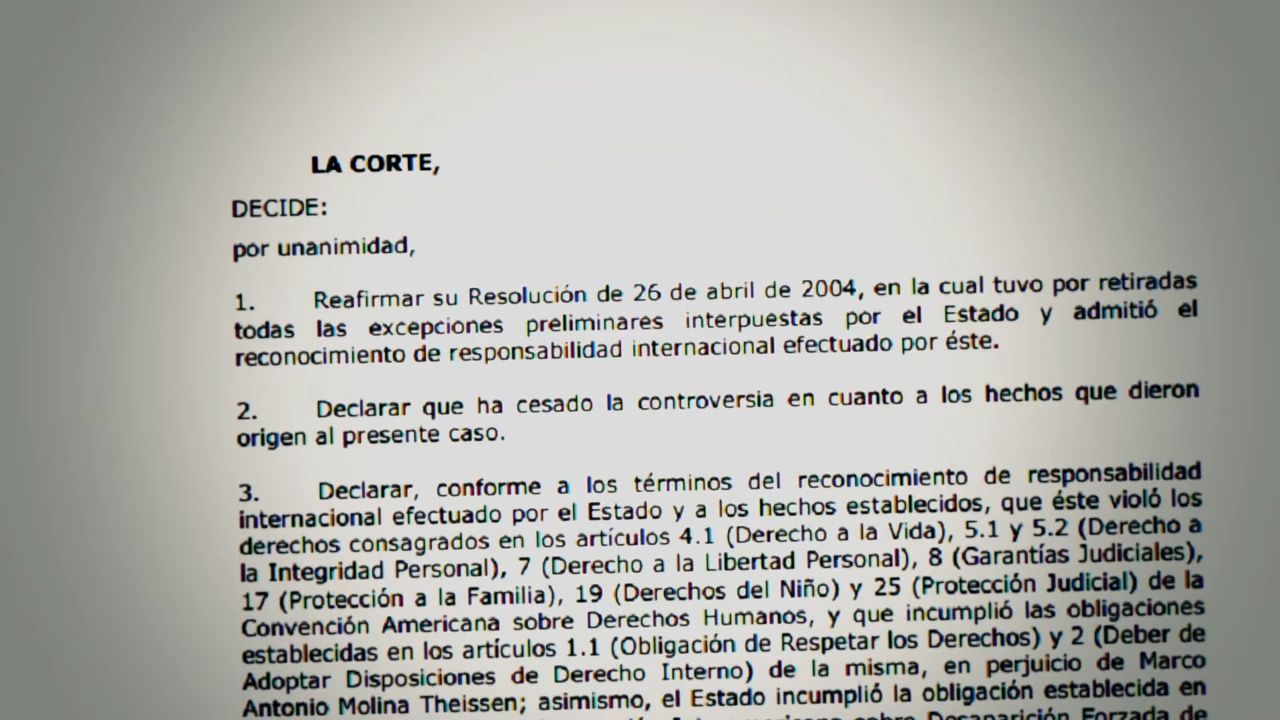 LA CORTE,
DECIDE:
por unanimidad,
1. Reafirmar su Resolución de 26 de abril de 2004, en la cual tuvo por retiradas
todas las excepciones preliminares interpuestas por el Estado y admitió el
reconocimiento de responsabilidad internacional efectuado por éste.
2. Declarar que ha cesado la controversia en cuanto a los hechos que dieron
origen al presente caso.
3. Declarar, conforme a los términos del reconocimiento de responsabilidad
internacional efectuado por el Estado y a los hechos establecidos, que éste violó los
derechos consagrados en los artículos 4.1 (Derecho a la Vida), 5.1 y 5.2 (Derecho a
la Integridad Personal), 7 (Derecho a la Libertad Personal), 8 (Garantías Judiciales),
17 (Protección a la Familia), 19 (Derechos del Niño) y 25 (Protección Judicial) de la
Convención Americana sobre Derechos Humanos, y que incumplió las obligaciones
establecidas en los artículos 1.1 (Obligación de Respetar los Derechos) y 2 (Deber de
Adoptar Disposiciones de Derecho Interno) de la misma, en perjuicio de Marco
Antonio Molina Theissen; asimismo, el Estado incumplió la obligación establecida en
sobre Desaparición Forzada de